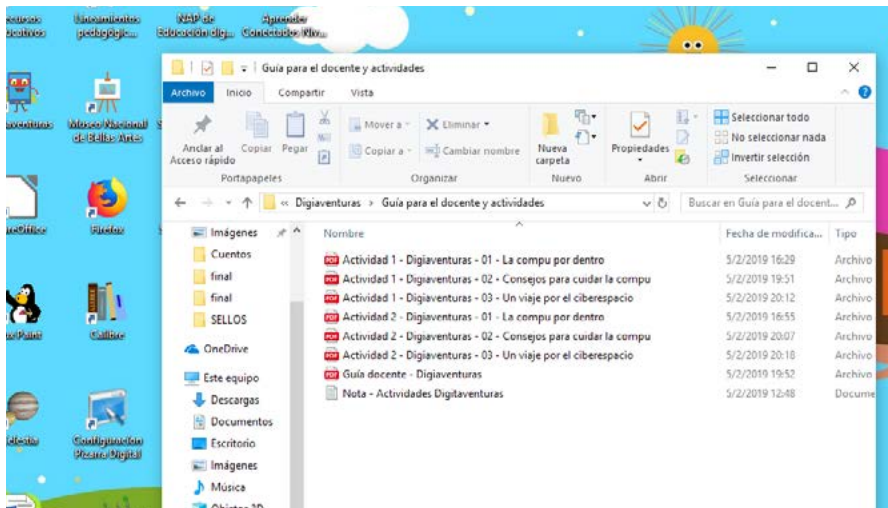 NAP de
Educación dig...
Aprender
Conectados Niv...
Lineamientos
pedagógic...
Museo Nacional
de Bellas Artes
Firefox
Paint
Calibre
Configuracion
Pizarra Digital
Guía para el docente y actividades
Archivo Inicio Compartir Vista
Anclar al
Acceso rápido
Copiar
Pegar
Portapapeles
Mover a
Copiar a
Eliminar
Cambiar nombre
Organizar
Nueva
carpeta
Nuevo
Propiedades
Abrir
Seleccionar todo
No seleccionar nada
Invertir selección
Seleccionar
« Digiaventuras > Guía para el docente y actividades
Buscar en Guía para el docent...
Imágenes
Cuentos
final
final
SELLOS
OneDrive
Este equipo
Descargas
Documentos
Escritorio
Imágenes
Música
Objetos 3D
Nombre Fecha de modifica... Tipo
Actividad 1 - Digiaventuras - 01 - La compu por dentro 5/2/2019 16:29 Archivo
Actividad 1 - Digiaventuras - 02 - Consejos para cuidar la compu 5/2/2019 19:51 Archivo
Actividad 1 - Digiaventuras - 03 - Un viaje por el ciberespacio 5/2/2019 20:12 Archivo
Actividad 2 - Digiaventuras - 01 - La compu por dentro 5/2/2019 16:55 Archivo
Actividad 2 - Digiaventuras - 02 - Consejos para cuidar la compu 5/2/2019 20:07 Archivo
Actividad 2 - Digiaventuras - 03 - Un viaje por el ciberespacio 5/2/2019 20:18 Archivo
Guía docente - Digiaventuras 5/2/2019 19:52 Archivo
Nota - Actividades Digitaventuras 5/2/2019 12:48 Docume